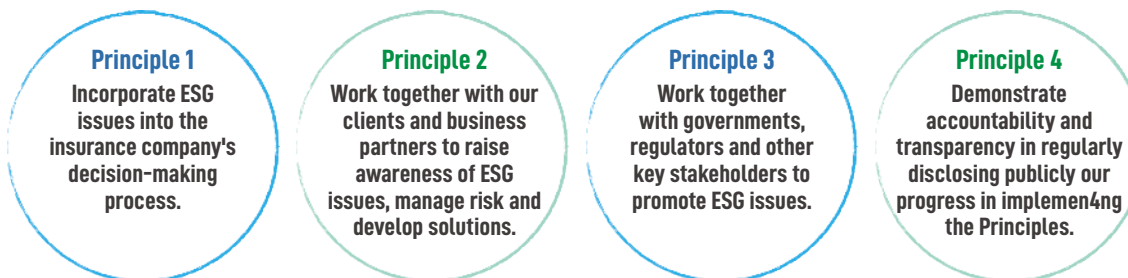 Principle 1
Incorporate ESG
issues into the
insurance company's
decision-making
process.
Principle 2
Work together with our
clients and business
partners to raise
awareness of ESG
issues, manage risk and
develop solutions.
Principle 3
Work together
with governments,
regulators and other
key stakeholders to
promote ESG issues.
Principle 4
Demonstrate
accountability and
transparency in regularly
disclosing publicly our
progress in implemen4ng
the Principles.